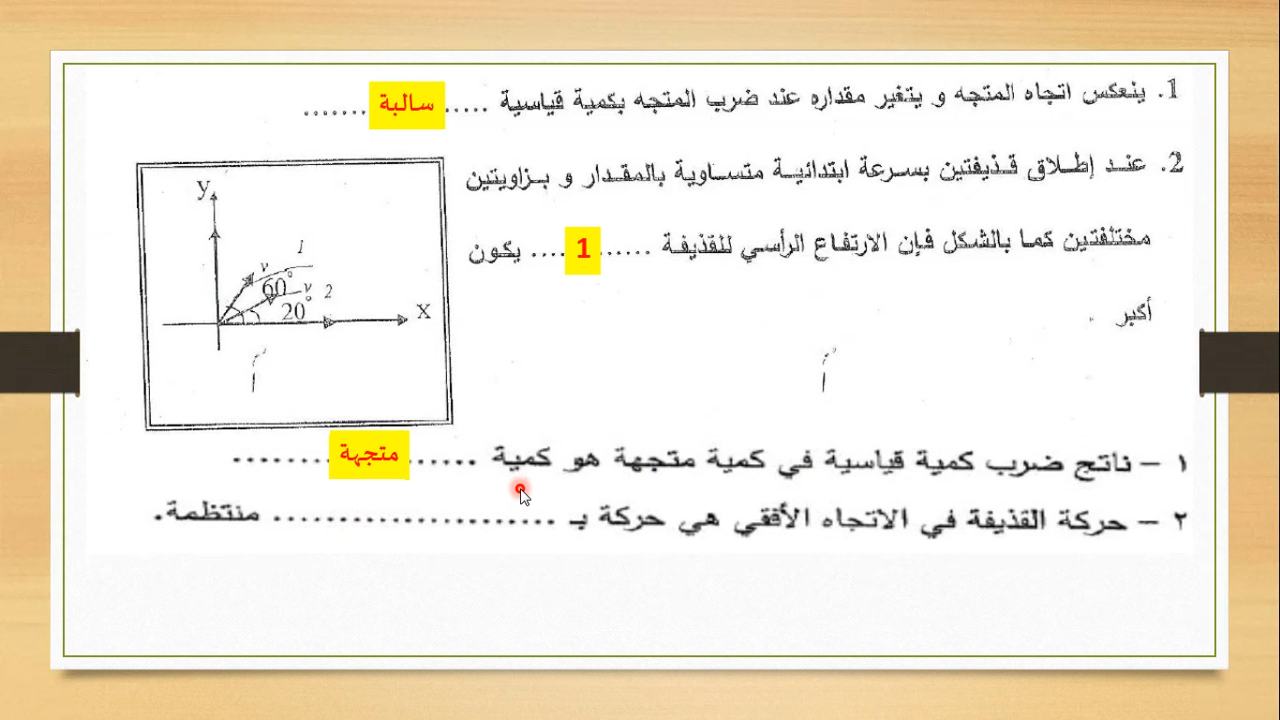 1. ينعكس اتجاه المتجه و يتغير مقداره عند ضرب المتجه بكمية قياسية ..... سالبة .......
2. عند إطلاق قذيفتين بسرعة ابتدائية متساوية بالمقدار و بزاويتين
مختلفتين كما بالشكل فإن الارتفاع الرأسي للقذيفة ...... 1 .... يكون
أكبر
y
1
v
60°
v
2
20°
x
١ – ناتج ضرب كمية قياسية في كمية متجهة هو كمية ...... متجهة ........
٢ – حركة القذيفة في الاتجاه الأفقي هي حركة بـ ...................... منتظمة.